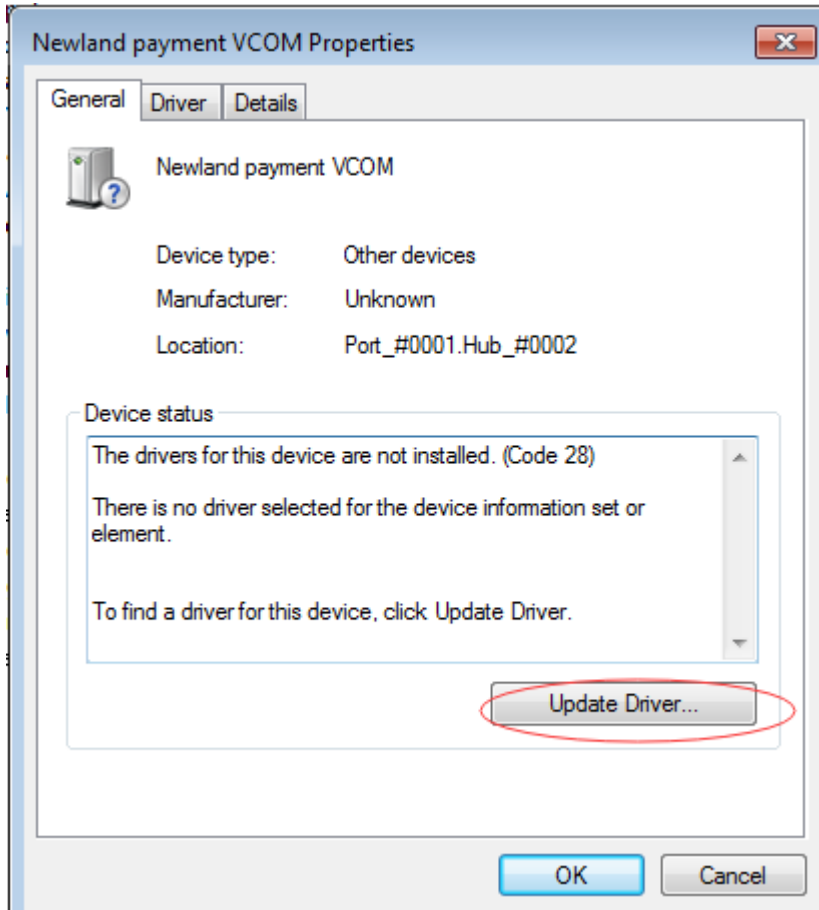 Newland payment VCOM Properties
General Driver Details
Newland payment VCOM
Device type: Other devices
Manufacturer: Unknown
Location: Port_#0001.Hub_#0002
Device status
The drivers for this device are not installed. (Code 28)
There is no driver selected for the device information set or
element.
To find a driver for this device, click Update Driver.
Update Driver...
OK Cancel